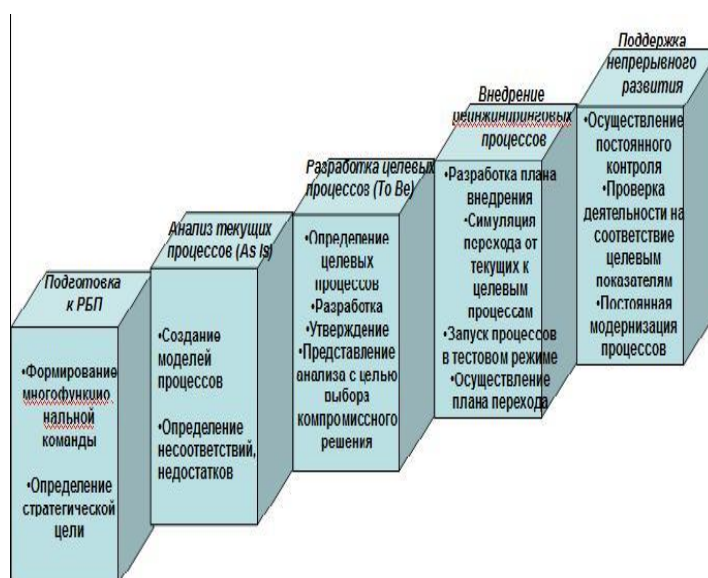 Подготовка
к РБП
•Формирование
многофункцио
нальной
команды
•Определение
стратегической
цели
Анализ текущих
процессов (As Is)
•Создание
моделей
процессов
•Определение
несоответствий,
недостатков
Разработка целевых
процессов (To Be)
•Определение
целевых
процессов
•Разработка
•Утверждение
•Представление
анализа с целью
выбора
компромиссного
решения
Внедрение
реинжиниринговых
процессов
•Разработка плана
внедрения
•Симуляция
перехода от
текущих к
целевым
процессам
•Запуск процессов
в тестовом режиме
•Осуществление
плана перехода
Поддержка
непрерывного
развития
•Осуществление
постоянного
контроля
•Проверка
деятельности на
соответствие
целевым
показателям
•Постоянная
модернизация
процессов